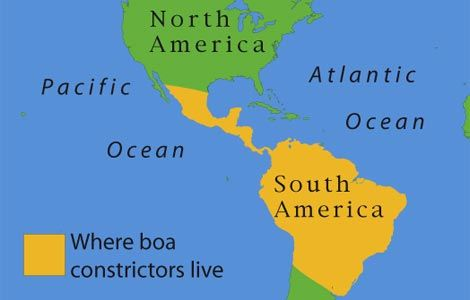 North
America
Pacific
Ocean
Atlantic
Ocean
South
America
Where boa
constrictors live